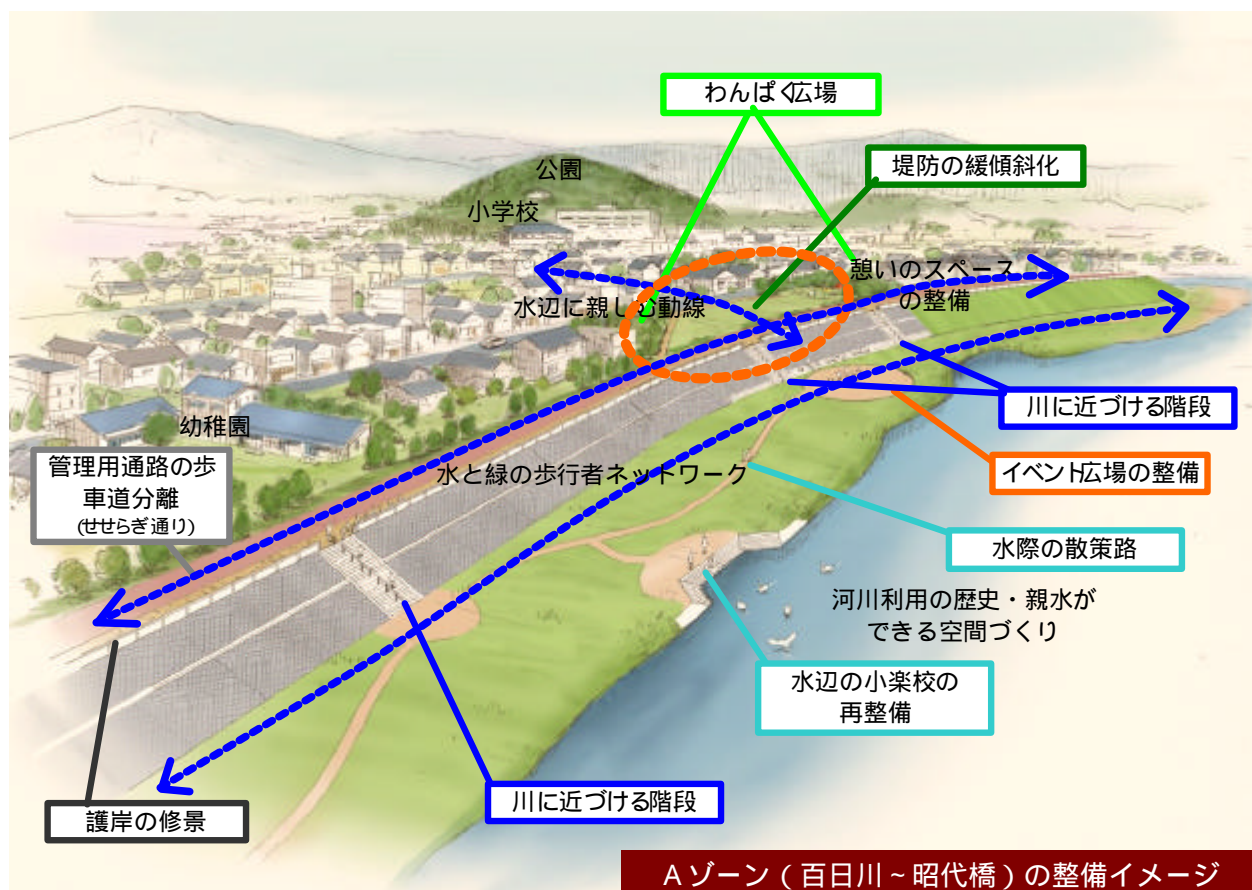 わんぱく広場
堤防の緩傾斜化
公園
小学校
憩いのスペース
の整備
水辺に親しむ動線
川に近づける階段
幼稚園
管理用通路の歩
車道分離
(せせらぎ通り)
水と緑の歩行者ネットワーク
イベント広場の整備
水際の散策路
河川利用の歴史・親水が
できる空間づくり
水辺の小楽校の
再整備
川に近づける階段
護岸の修景
Aゾーン(百日川~昭代橋)の整備イメージ